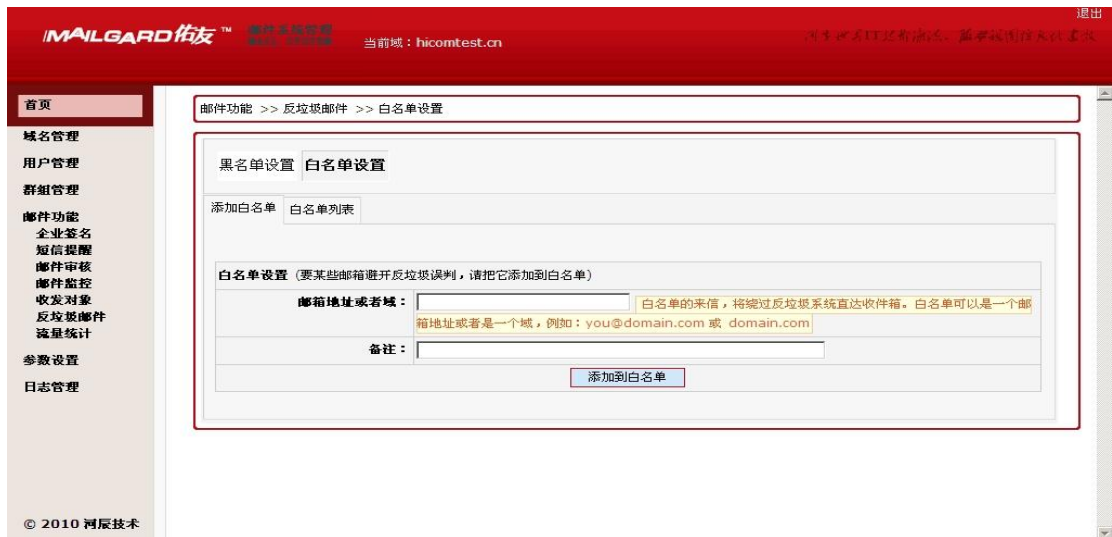 退出
MAILGARD佑友 ™ 邮件系统管理
MAIL SYSTEM
当前域：hicomtest.cn
首页
邮件功能 >> 反垃圾邮件 >> 白名单设置
域名管理
用户管理
群组管理
邮件功能
企业签名
短信提醒
邮件审核
邮件监控
收发对象
反垃圾邮件
流量统计
参数设置
日志管理
黑名单设置 白名单设置
添加白名单 白名单列表
白名单设置（要某些邮箱避开反垃圾误判，请把它添加到白名单）
邮箱地址或者域：
白名单的来信，将绕过反垃圾系统直达收件箱。白名单可以是一个邮
箱地址或者是一个域，例如：you@domain.com 或 domain.com
备注：
添加到白名单
© 2010 河辰技术